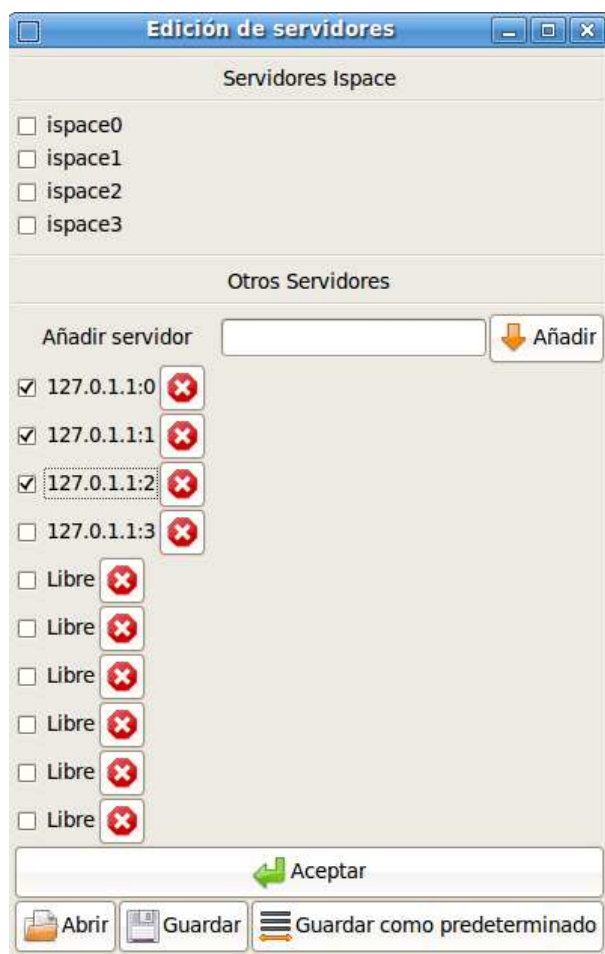 Edición de servidores
Servidores Ispace
ispace0
ispace1
ispace2
ispace3
Otros Servidores
Añadir servidor Añadir
127.0.1.1:0
127.0.1.1:1
127.0.1.1:2
127.0.1.1:3
Libre
Libre
Libre
Libre
Libre
Libre
Aceptar
Abrir Guardar Guardar como predeterminado